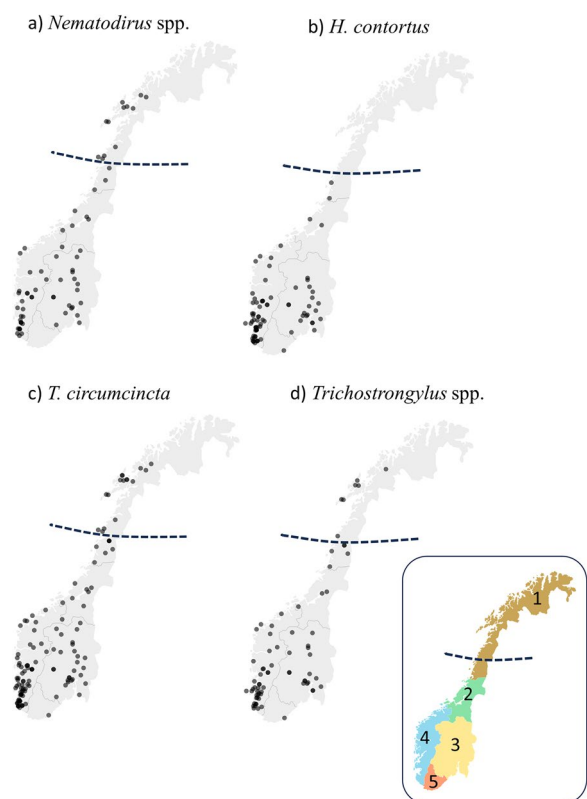 a) Nematodirus spp.
b) H. contortus
c) T. circumcincta
d) Trichostrongylus spp.
1
2
4
3
5